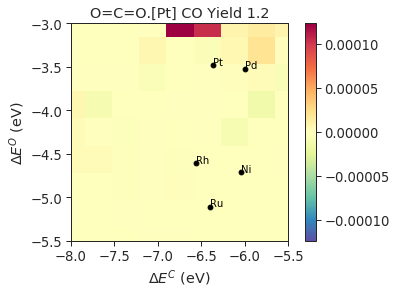 O=C=O.[Pt] CO Yield 1.2
−3.0
−3.5
−4.0
−4.5
−5.0
−5.5
ΔE^O (eV)
Pt
Pd
Rh
Ni
Ru
−8.0 −7.5 −7.0 −6.5 −6.0 −5.5
ΔE^C (eV)
0.00010
0.00005
0.00000
−0.00005
−0.00010